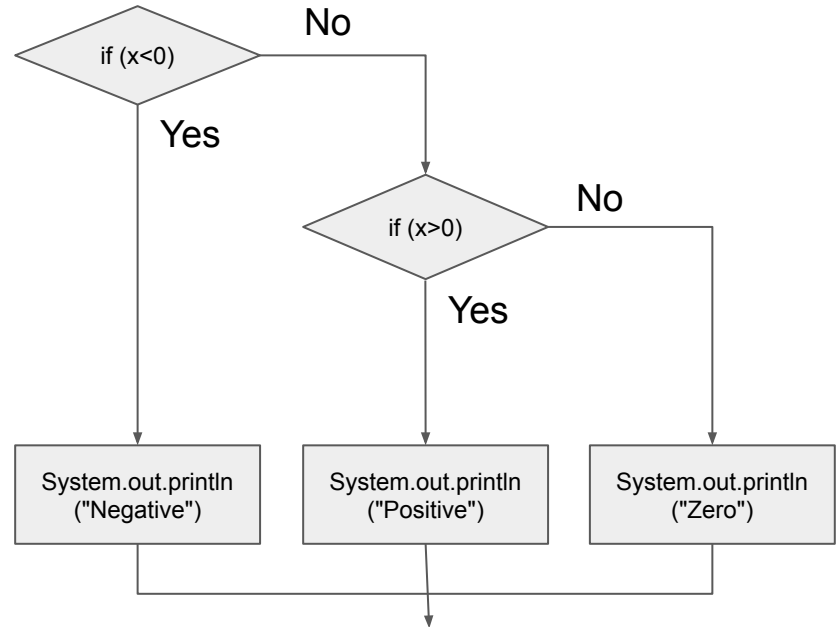 No
if (x<0)
Yes
No
if (x>0)
Yes
System.out.println
("Negative")
System.out.println
("Positive")
System.out.println
("Zero")